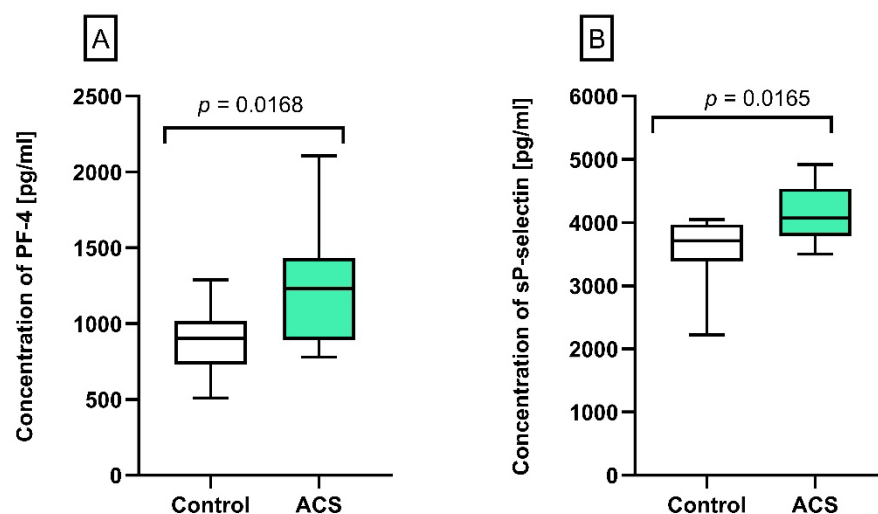 A
Concentration of PF-4 [pg/ml]
2500
2000
1500
1000
500
0
p = 0.0168
Control ACS
B
Concentration of sP-selectin [pg/ml]
6000
5000
4000
3000
2000
1000
0
p = 0.0165
Control ACS